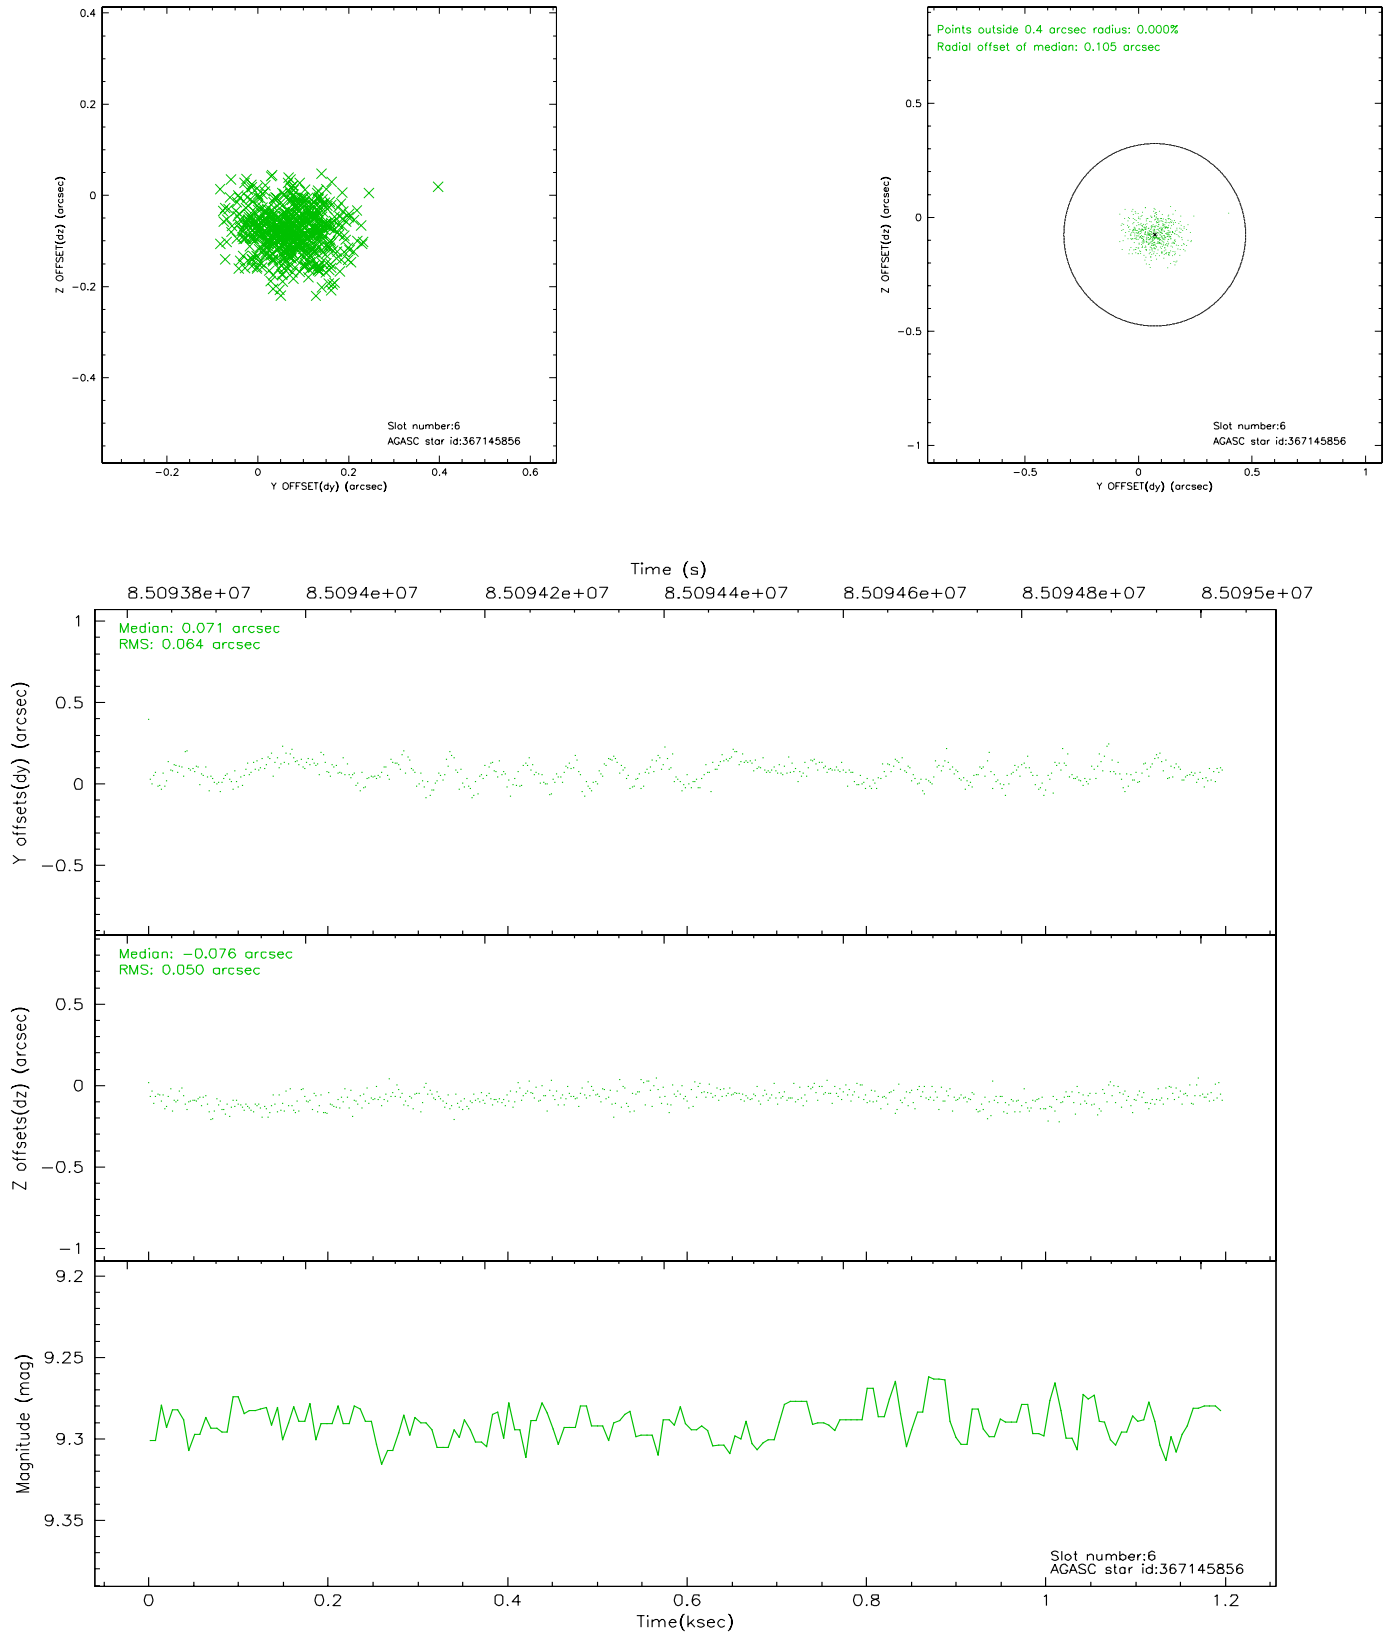 0.4
0.2
0
−0.2
−0.4
Z OFFSET(dz) (arcsec)
Slot number:6
AGASC star id:367145856
−0.2 0 0.2 0.4 0.6
Y OFFSET(dy) (arcsec)
Points outside 0.4 arcsec radius: 0.000%
Radial offset of median: 0.105 arcsec
0.5
0
−0.5
−1
Z OFFSET(dz) (arcsec)
Slot number:6
AGASC star id:367145856
−0.5 0 0.5 1
Y OFFSET(dy) (arcsec)
Time (s)
8.50938e+07 8.5094e+07 8.50942e+07 8.50944e+07 8.50946e+07 8.50948e+07 8.5095e+07
Median: 0.071 arcsec
RMS: 0.064 arcsec
1
0.5
0
−0.5
Y offsets(dy) (arcsec)
Median: −0.076 arcsec
RMS: 0.050 arcsec
0.5
0
−0.5
−1
Z offsets(dz) (arcsec)
9.2
9.25
9.3
9.35
Magnitude (mag)
Slot number:6
AGASC star id:367145856
0 0.2 0.4 0.6 0.8 1 1.2
Time(ksec)